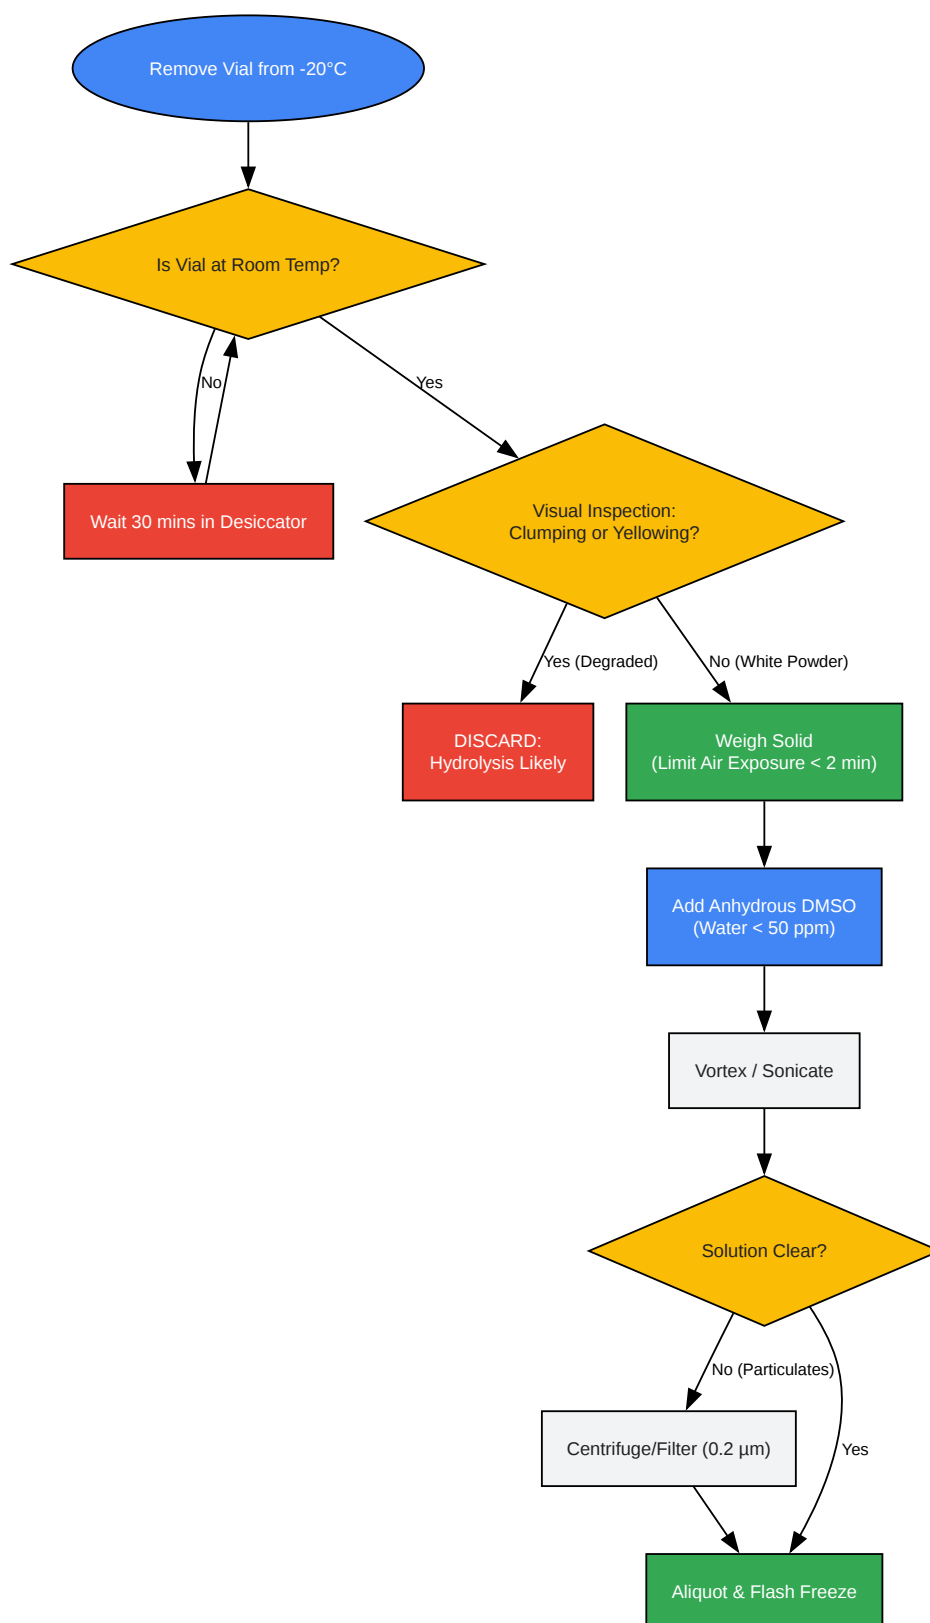 Remove Vial from -20°C
Is Vial at Room Temp?
No
Yes
Wait 30 mins in Desiccator
Visual Inspection:
Clumping or Yellowing?
Yes (Degraded)
No (White Powder)
DISCARD:
Hydrolysis Likely
Weigh Solid
(Limit Air Exposure < 2 min)
Add Anhydrous DMSO
(Water < 50 ppm)
Vortex / Sonicate
Solution Clear?
No (Particulates)
Centrifuge/Filter (0.2 µm)
Yes
Aliquot & Flash Freeze